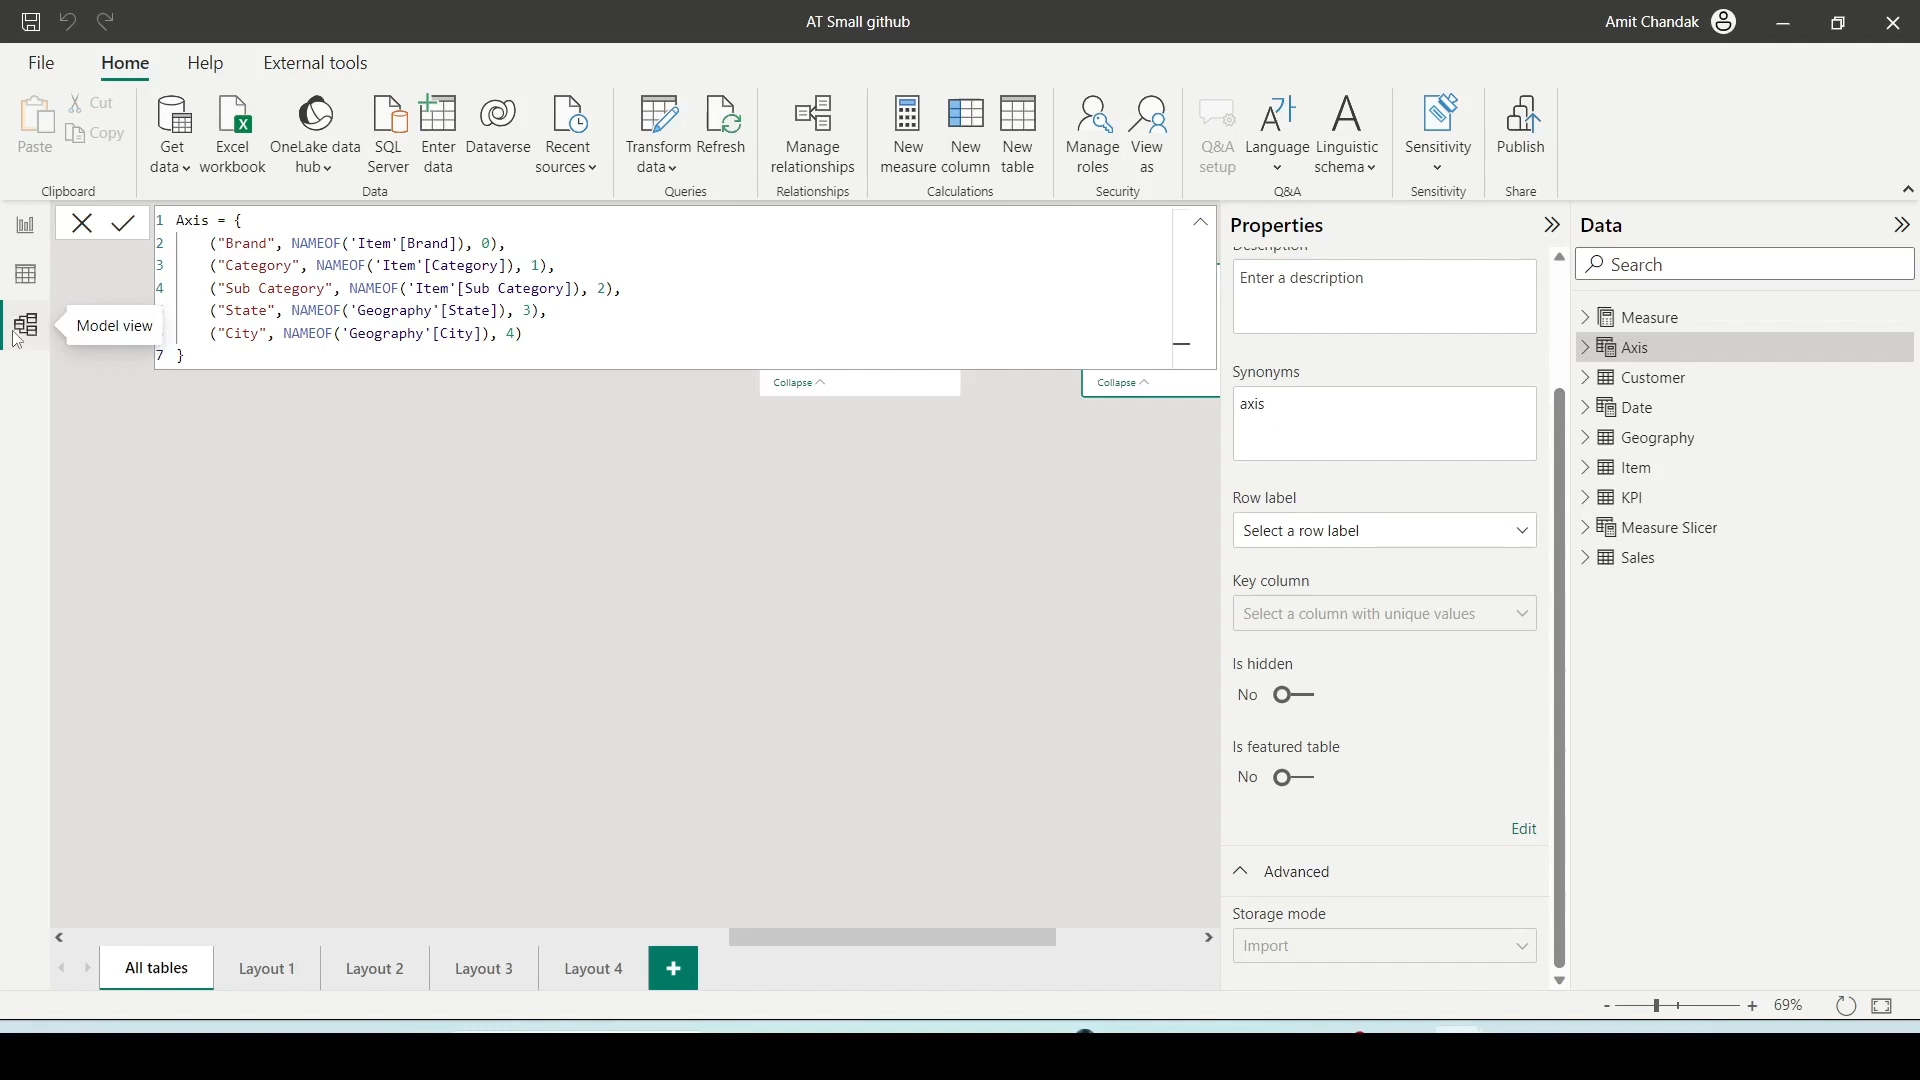 AT Small github
Amit Chandak
File
Home
Help
External tools
Paste
Cut
Copy
Clipboard
Get
data
Excel
workbook
OneLake data
hub
SQL
Server
Enter
data
Dataverse
Recent
sources
Data
Transform
data
Refresh
Queries
Manage
relationships
Relationships
New
measure
New
column
New
table
Calculations
Manage
roles
View
as
Security
Q&A
setup
Language
Linguistic
schema
Q&A
Sensitivity
Sensitivity
Publish
Share
Model view
1 Axis = {
2 ("Brand", NAMEOF('Item'[Brand]), 0),
3 ("Category", NAMEOF('Item'[Category]), 1),
4 ("Sub Category", NAMEOF('Item'[Sub Category]), 2),
("State", NAMEOF('Geography'[State]), 3),
("City", NAMEOF('Geography'[City]), 4)
7 }
Collapse
Collapse
Properties
Description
Enter a description
Synonyms
axis
Row label
Select a row label
Key column
Select a column with unique values
Is hidden
No
Is featured table
No
Edit
Advanced
Storage mode
Import
Data
Search
Measure
Axis
Customer
Date
Geography
Item
KPI
Measure Slicer
Sales
All tables
Layout 1
Layout 2
Layout 3
Layout 4
+
- + 69%